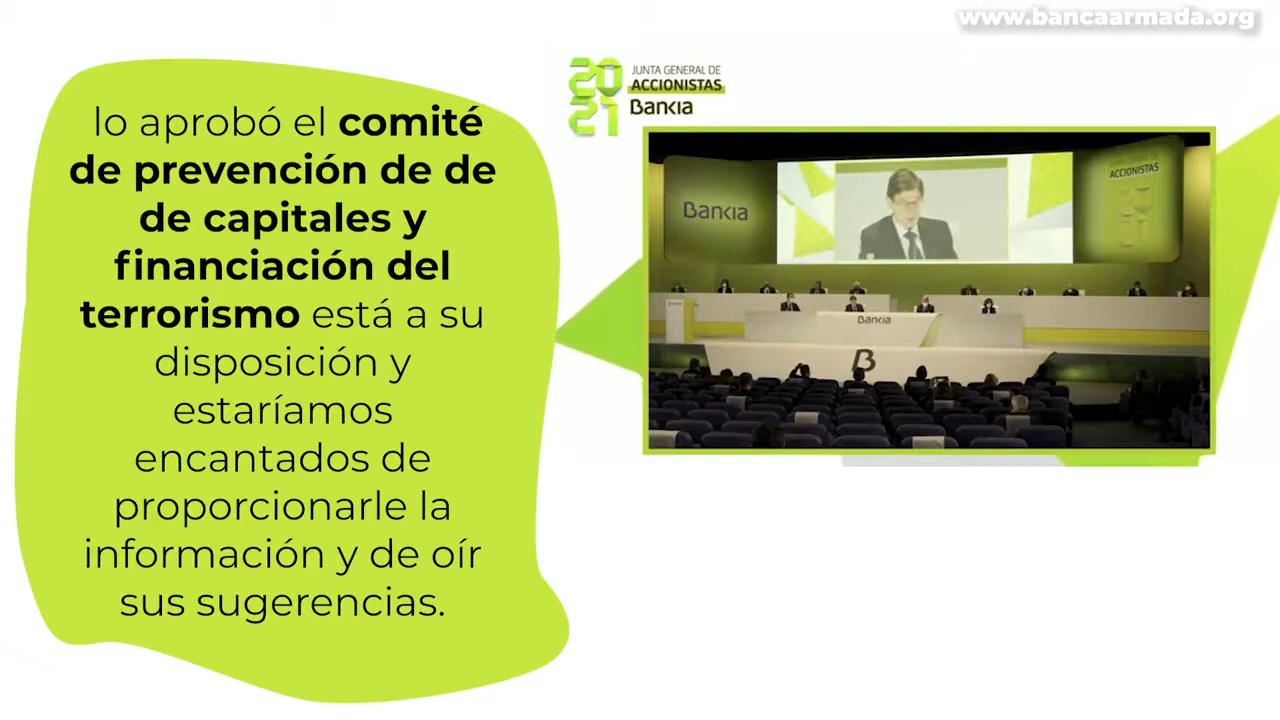 www.bancaarmada.org
lo aprobó el comité
de prevención de de
de capitales y
financiación del
terrorismo está a su
disposición y
estaríamos
encantados de
proporcionarle la
información y de oír
sus sugerencias.
2021
JUNTA GENERAL DE
ACCIONISTAS
Bankia
ACCIONISTAS
Bankia
Bankia
B